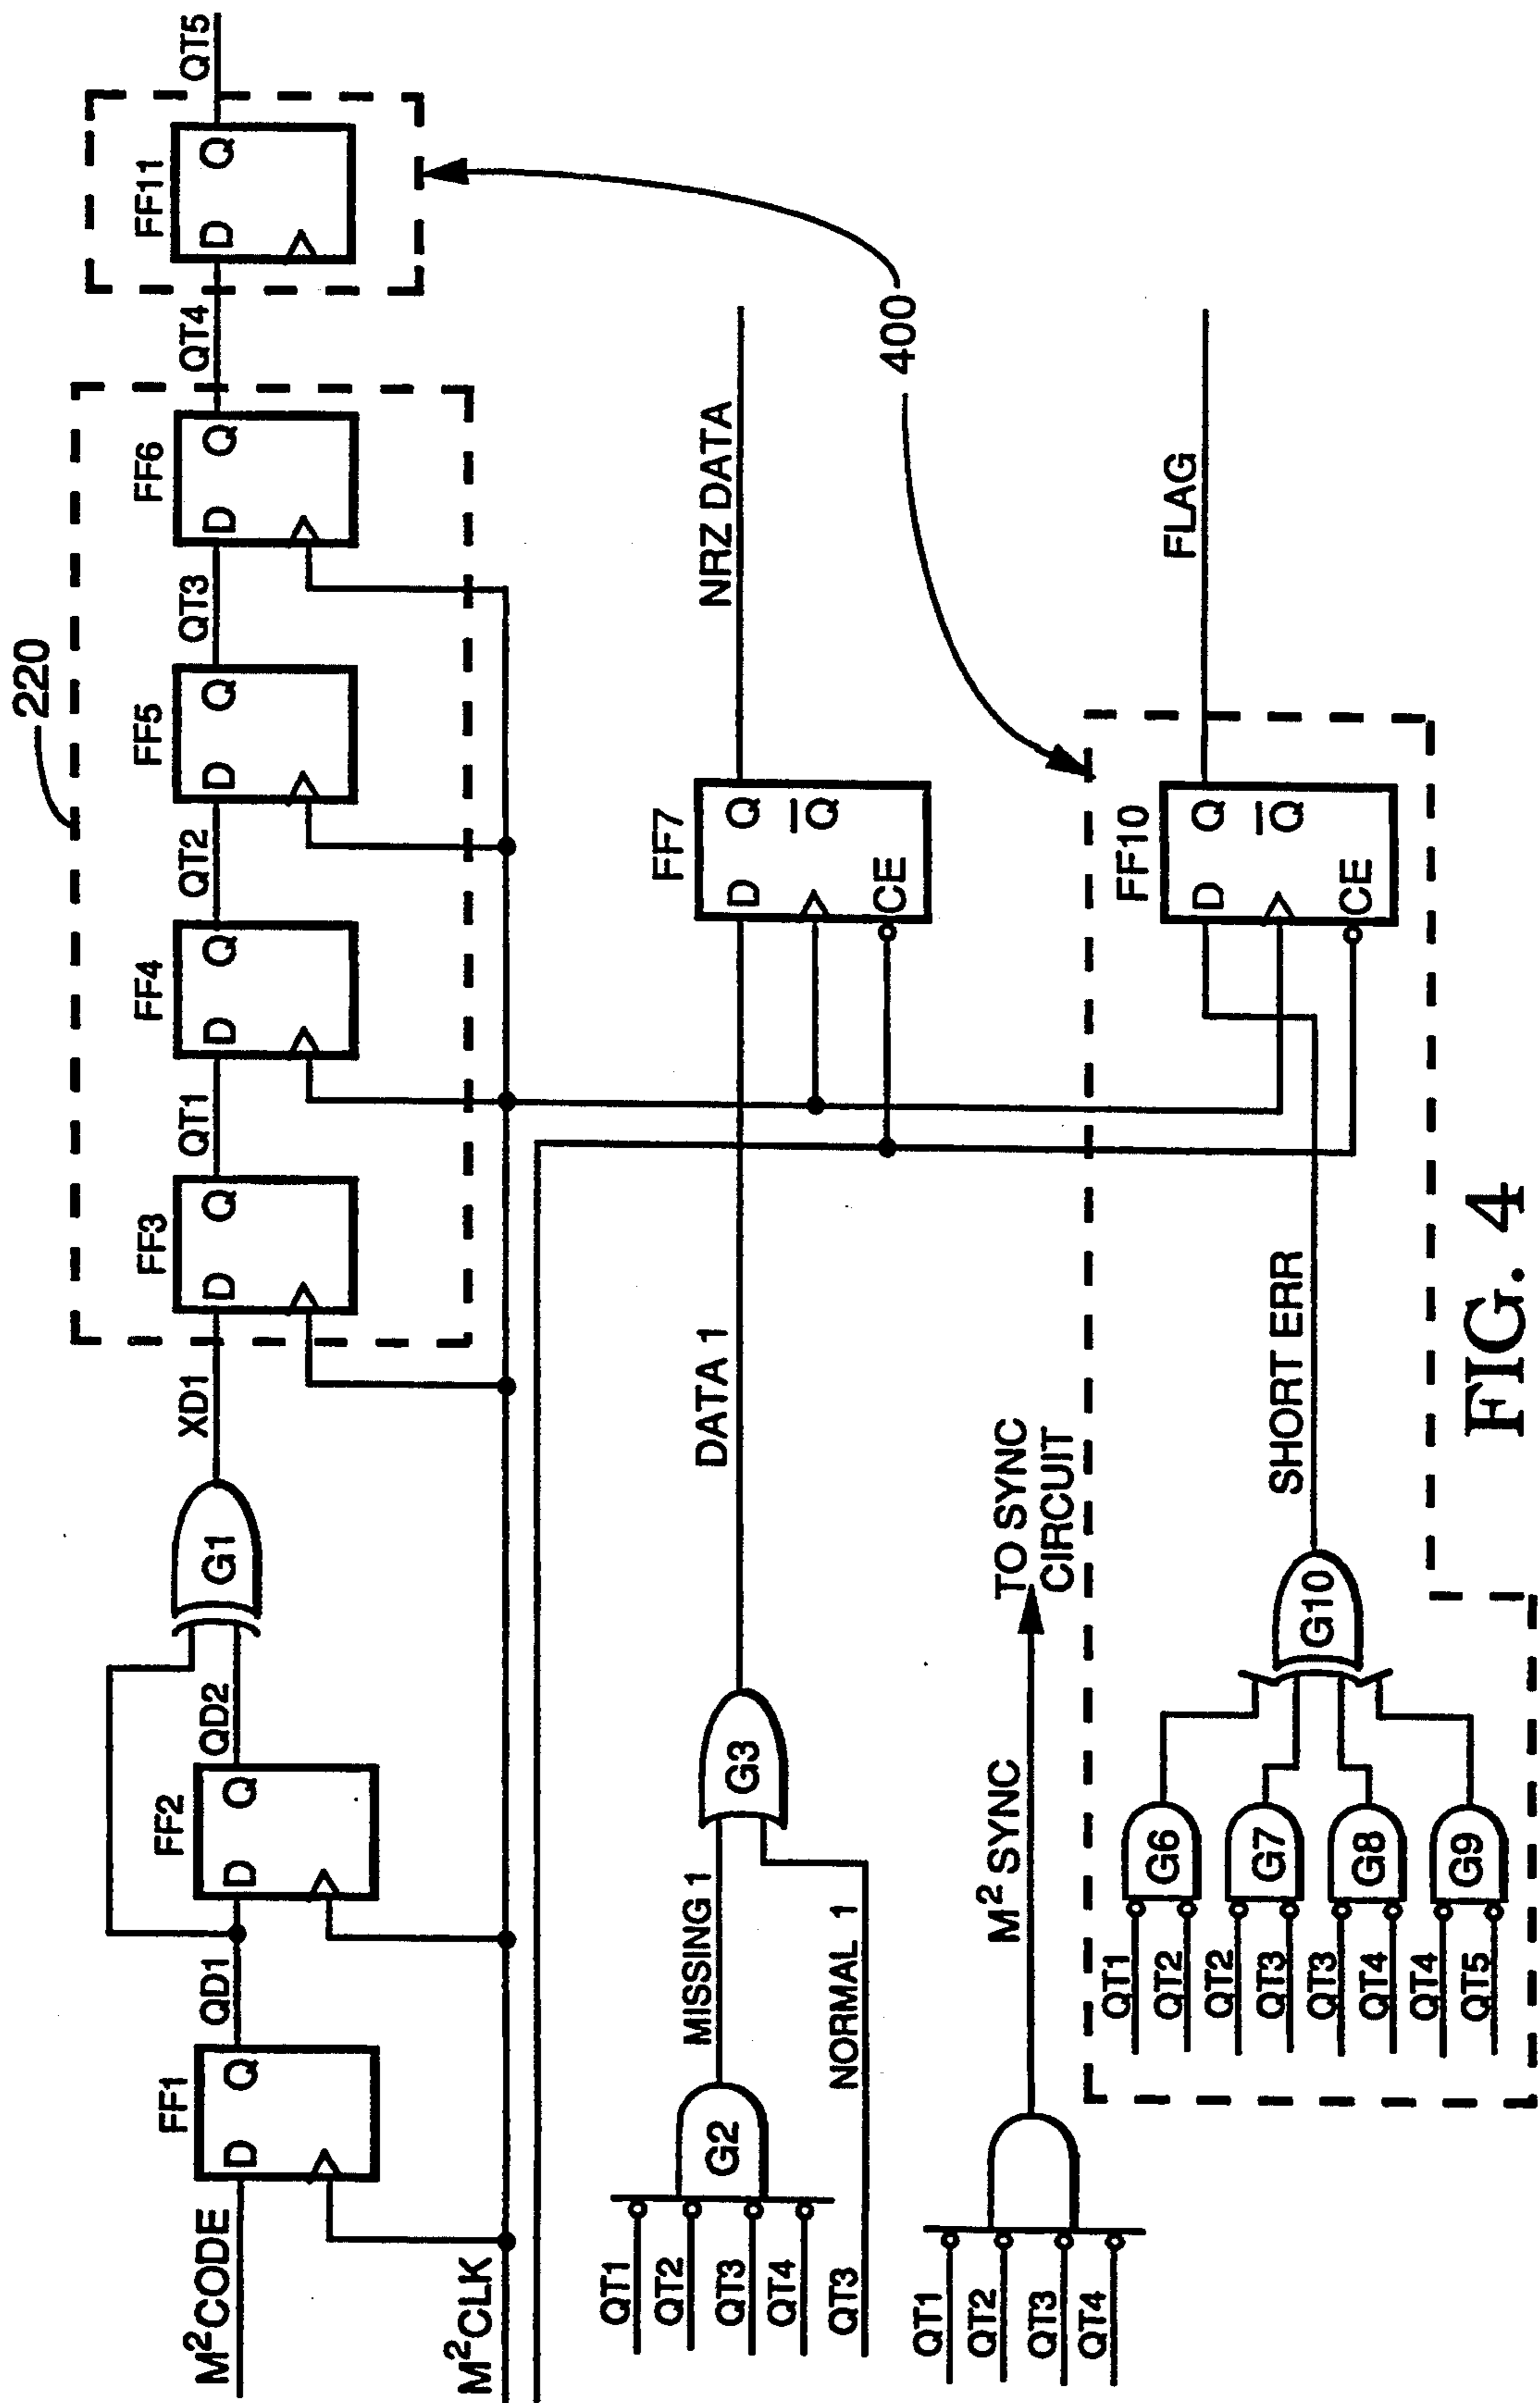 220
M²CODE
FF1
D Q
QD1
FF2
D Q
QD2
G1
XD1
FF3
D Q
QT1
FF4
D Q
QT2
FF5
D Q
QT3
FF6
D Q
QT4
FF11
D Q
QT5
M²CLK
QT1
QT2
QT3
QT4
G2
MISSING 1
QT3
NORMAL 1
G3
DATA 1
FF7
D Q
Q
CE
NRZ DATA
400
QT1
QT2
QT3
QT4
M² SYNC
TO SYNC
CIRCUIT
QT1
QT2
G6
QT2
QT3
G7
QT3
QT4
G8
QT4
QT5
G9
G10
SHORT ERR
FF10
D Q
Q
CE
FLAG
FIG. 4